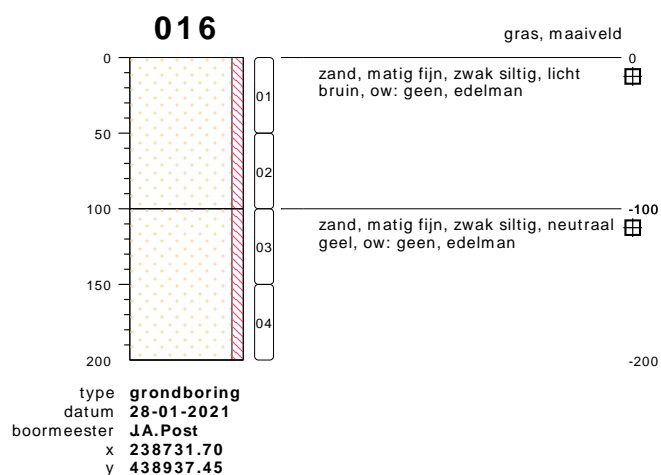 016
gras, maaiveld
0
0
zand, matig fijn, zwak siltig, licht
bruin, ow: geen, edelman
01
50
02
100
-100
zand, matig fijn, zwak siltig, neutraal
geel, ow: geen, edelman
03
150
04
200
-200
type grondboring
datum 28-01-2021
boormeester J.A.Post
x 238731.70
y 438937.45